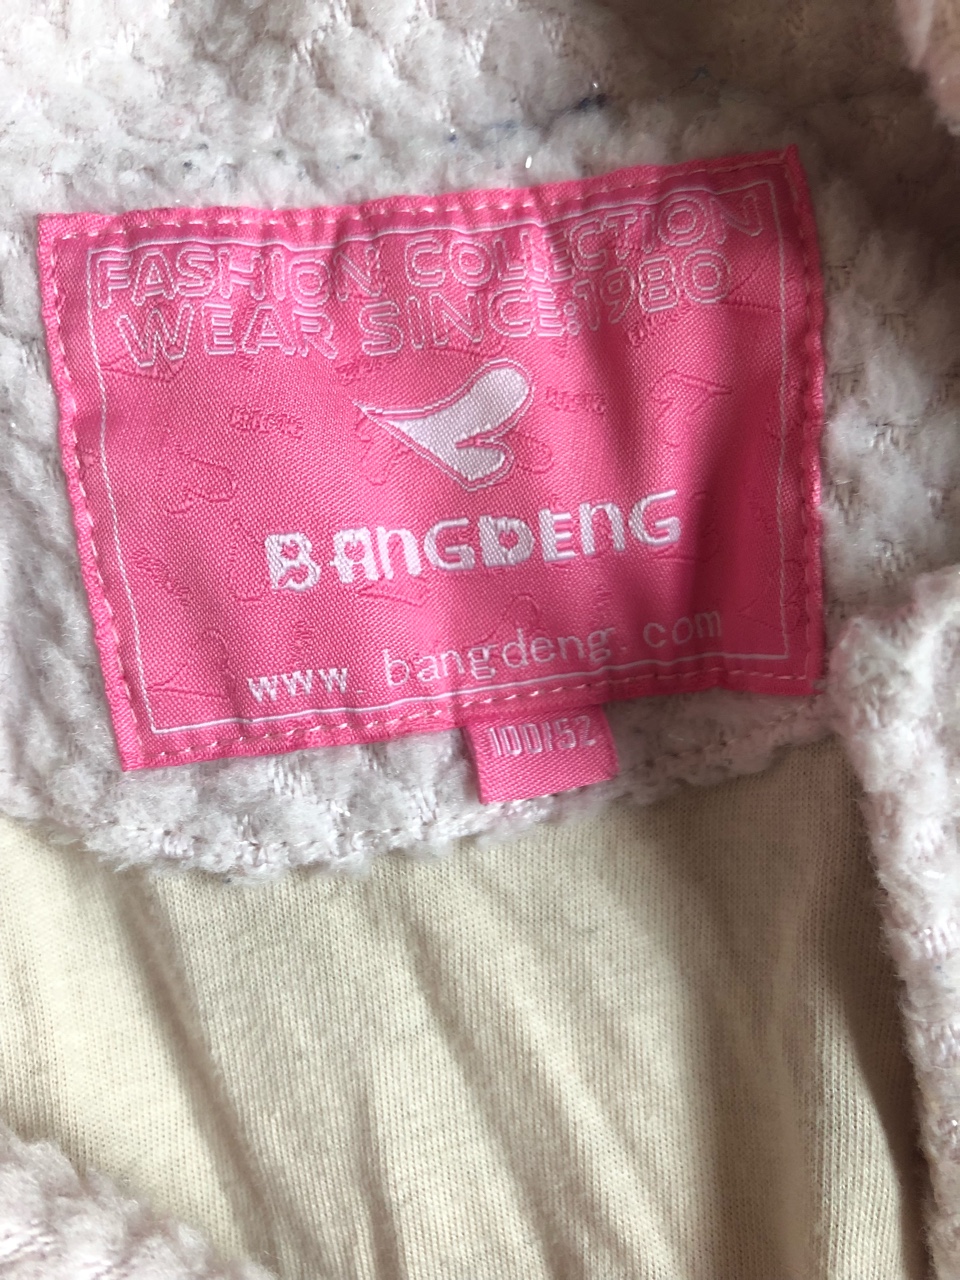 FASHION COLLECTION
WEAR SINCE:1980
BANGDENG
www.bangdeng.com
100/52